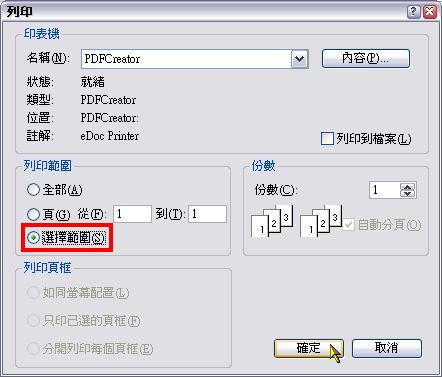 列印
印表機
名稱(N): PDFCreator 內容(P)...
狀態: 就緒
類型: PDFCreator
位置: PDFCreator:
註解: eDoc Printer
列印到檔案(L)
列印範圍
全部(A)
頁(G) 從(F): 1 到(T): 1
選擇範圍(S)
份數
份數(C): 1
1 2 3 1 2 3
自動分頁(O)
列印頁框
如同螢幕配置(L)
只印已選的頁框(F)
分開列印每個頁框(E)
確定 取消